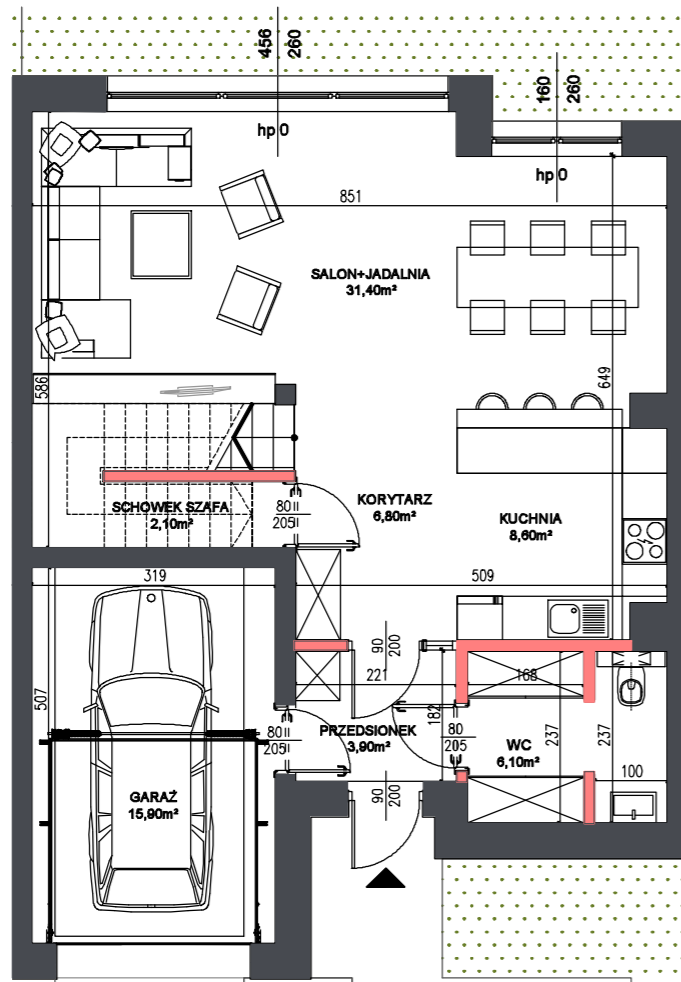 456
260
160
260
hp 0
hp 0
851
SALON+JADALNIA
31,40m²
586
649
KORYTARZ
6,80m²
SCHOWEK SZAFA
2,10m²
80
205
KUCHNIA
8,60m²
319
509
90
200
221
168
507
182
PRZEDSIONEK
3,90m²
80
205
80
205
WC
6,10m²
237
237
100
GARAŻ
15,90m²
90
200